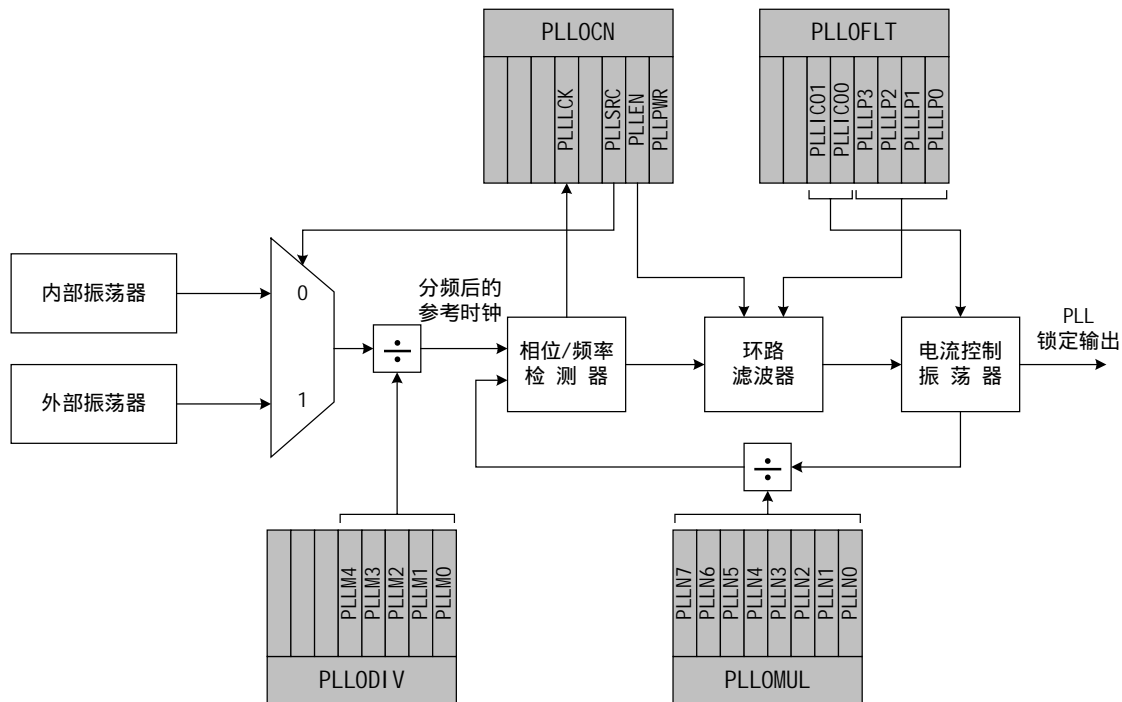 PLL0CN
PLLLCK
PLLSRC
PLLEN
PLLPWR
PLL0FLT
PLLICO1
PLLICO0
PLLLP3
PLLLP2
PLLLP1
PLLLP0
内部振荡器
外部振荡器
0
1
÷
分频后的
参考时钟
相位/频率
检 测 器
环路
滤波器
电流控制
振 荡 器
PLL
锁定输出
÷
PLLM4
PLLM3
PLLM2
PLLM1
PLLM0
PLL0DIV
PLLN7
PLLN6
PLLN5
PLLN4
PLLN3
PLLN2
PLLN1
PLLN0
PLL0MUL